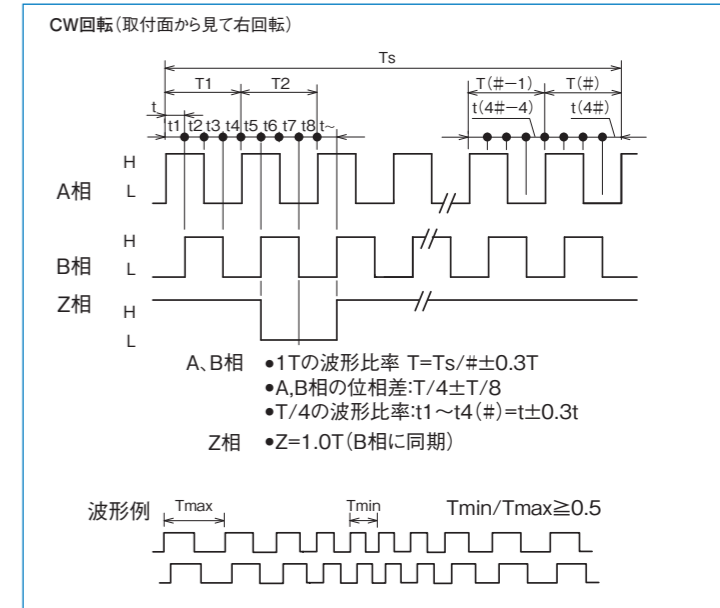 CW回転(取付面から見て右回転)
Ts
T1 T2 T(#−1) T(#)
t t(4#−4) t(4#)
t1 t2 t3 t4 t5 t6 t7 t8 t~
H
A相 L
H
B相 L
Z相 H
L
A、B相 ●1Tの波形比率 T=Ts/#±0.3T
●A,B相の位相差:T/4±T/8
●T/4の波形比率:t1~t4(#)=t±0.3t
Z相 ●Z=1.0T(B相に同期)
波形例 Tmax Tmin Tmin/Tmax≧0.5